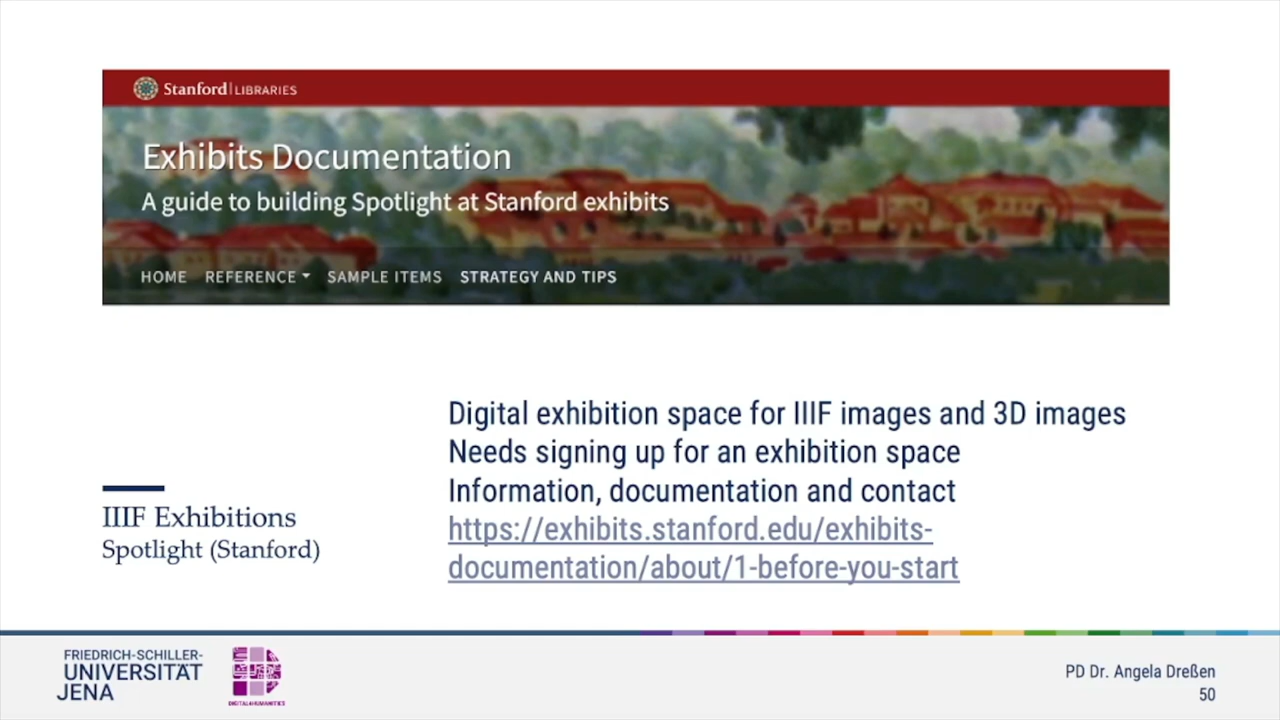 Stanford | LIBRARIES
Exhibits Documentation
A guide to building Spotlight at Stanford exhibits
HOME REFERENCE SAMPLE ITEMS STRATEGY AND TIPS
Digital exhibition space for IIIF images and 3D images
Needs signing up for an exhibition space
Information, documentation and contact
https://exhibits.stanford.edu/exhibits-
documentation/about/1-before-you-start
IIIF Exhibitions
Spotlight (Stanford)
FRIEDRICH-SCHILLER-
UNIVERSITÄT
JENA
DIGITAL HUMANITIES
PD Dr. Angela Dreßen
50